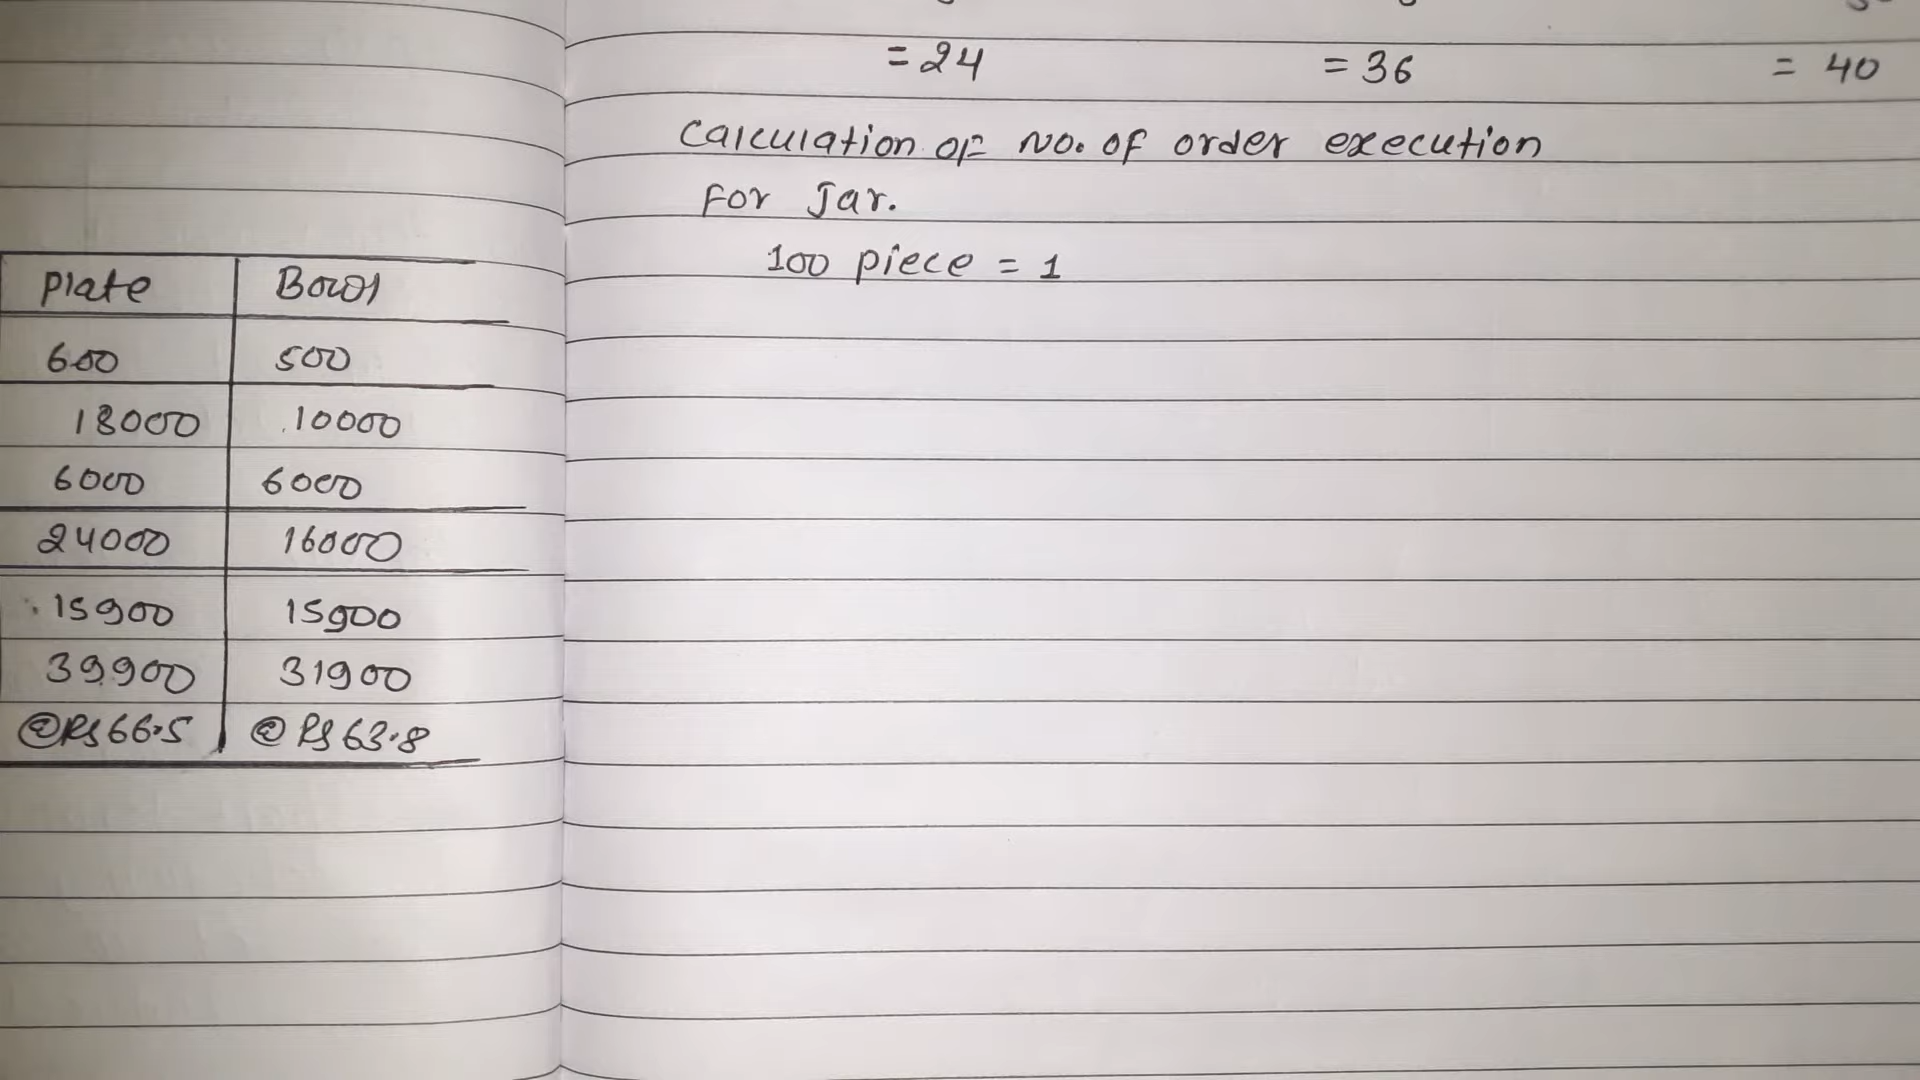 Plate Bowl
600 500
18000 10000
6000 6000
24000 16000
15900 15900
39900 31900
@Rs 66.5 @ Rs 63.8
= 24 = 36 = 40
Calculation of No. of order execution
For Jar.
100 piece = 1